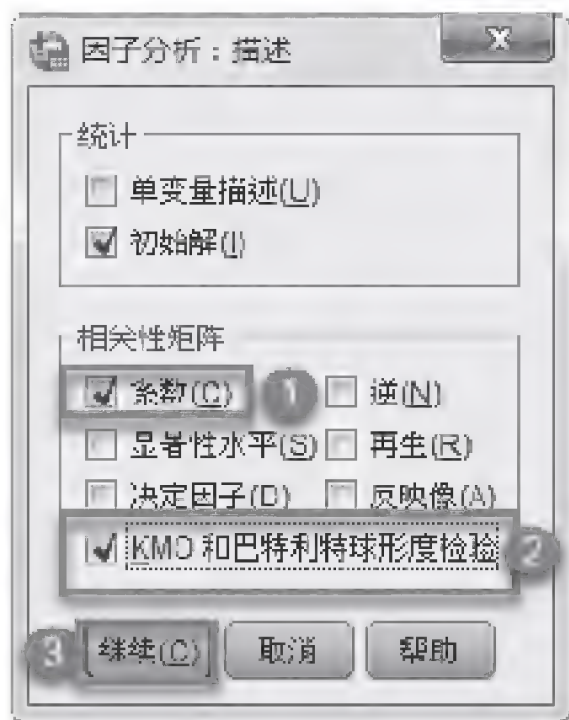 因子分析：描述
统计
单变量描述(U)
初始解(I)
相关性矩阵
系数(C) 1 逆(N)
显著性水平(S) 再生(R)
决定因子(D) 反映像(A)
KMO 和巴特利特球形度检验 2
3 继续(C) 取消 帮助